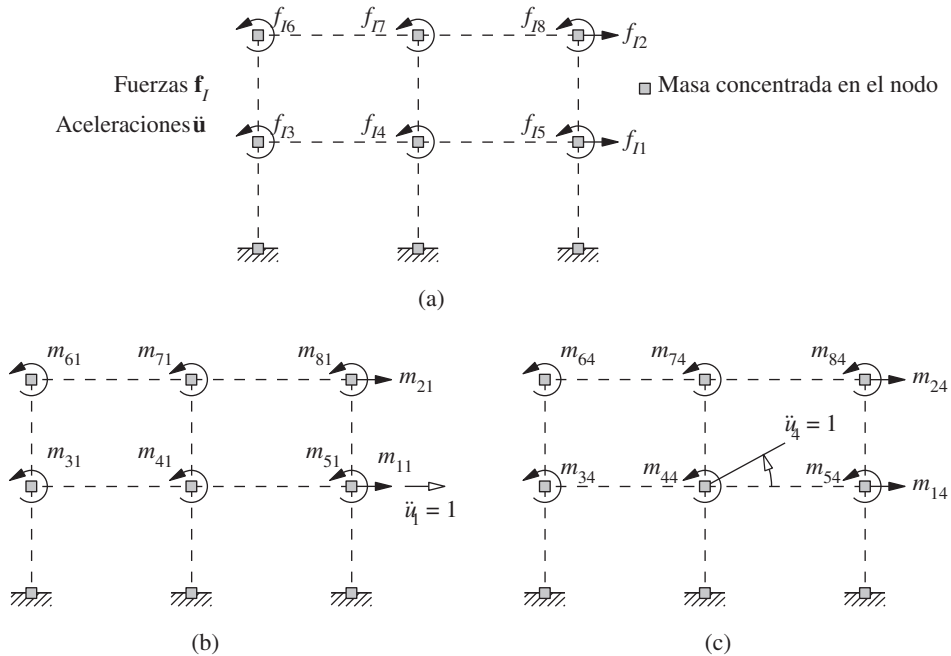 f_I6 f_I7 f_I8 f_I2
Fuerzas f_I
Masa concentrada en el nodo
Aceleraciones ü
f_I3 f_I4 f_I5 f_I1
(a)
m_61 m_71 m_81 m_21
m_31 m_41 m_51 m_11
ü_1 = 1
(b)
m_64 m_74 m_84 m_24
ü_4 = 1
m_34 m_44 m_54 m_14
(c)